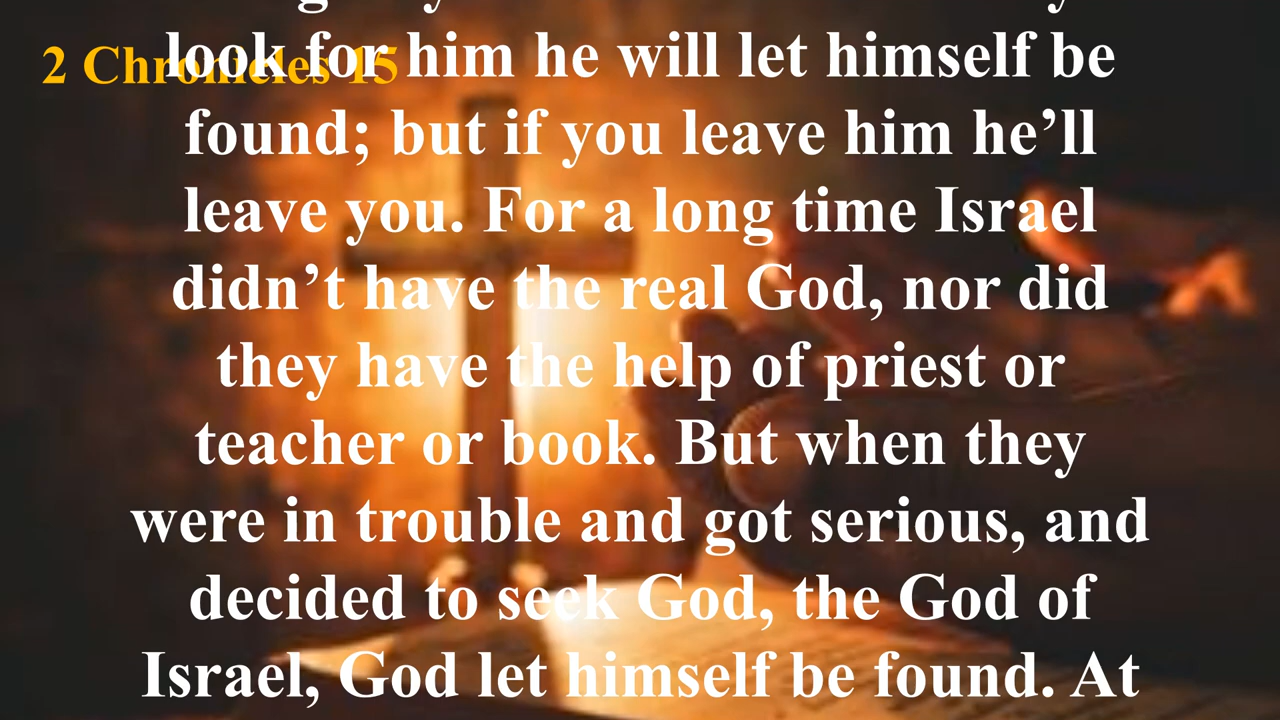 2 Chronicles 15
look for him he will let himself be
found; but if you leave him he’ll
leave you. For a long time Israel
didn’t have the real God, nor did
they have the help of priest or
teacher or book. But when they
were in trouble and got serious, and
decided to seek God, the God of
Israel, God let himself be found. At